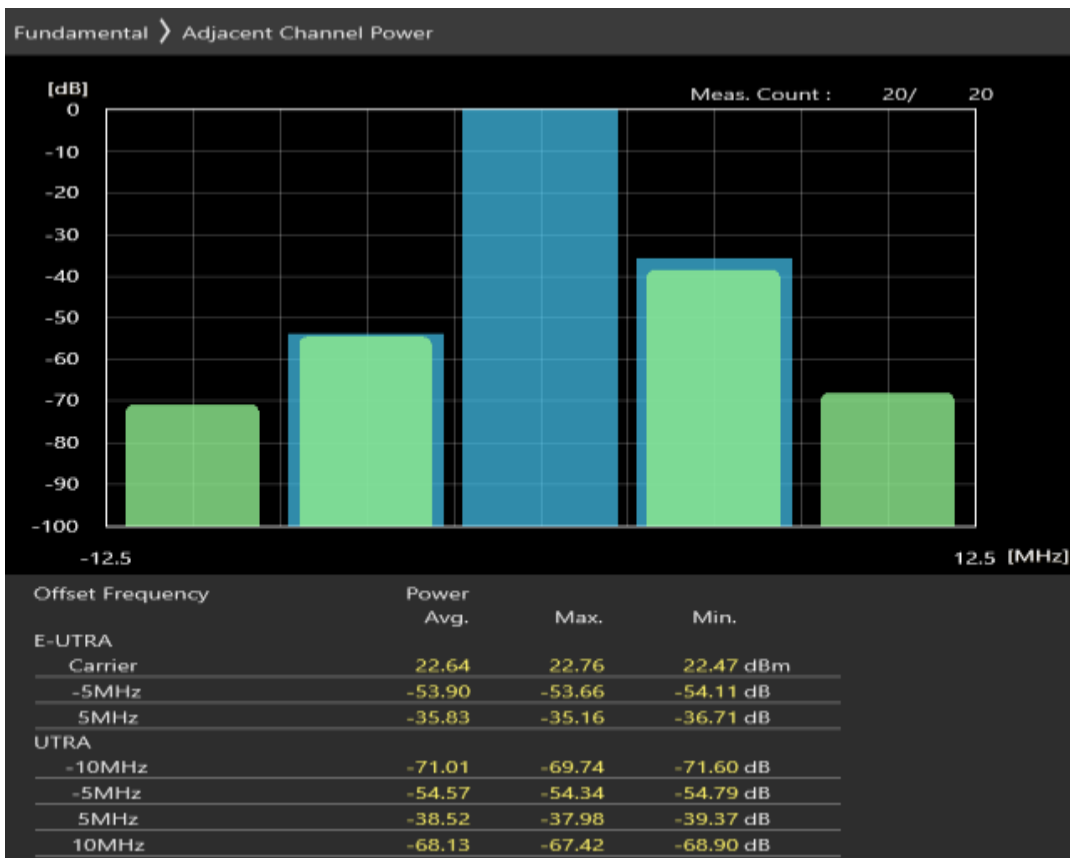 Fundamental > Adjacent Channel Power
[dB]
Meas. Count : 20/ 20
0
-10
-20
-30
-40
-50
-60
-70
-80
-90
-100
-12.5 12.5 [MHz]
Offset Frequency Power
Avg. Max. Min.
E-UTRA
Carrier 22.64 22.76 22.47 dBm
-5MHz -53.90 -53.66 -54.11 dB
5MHz -35.83 -35.16 -36.71 dB
UTRA
-10MHz -71.01 -69.74 -71.60 dB
-5MHz -54.57 -54.34 -54.79 dB
5MHz -38.52 -37.98 -39.37 dB
10MHz -68.13 -67.42 -68.90 dB